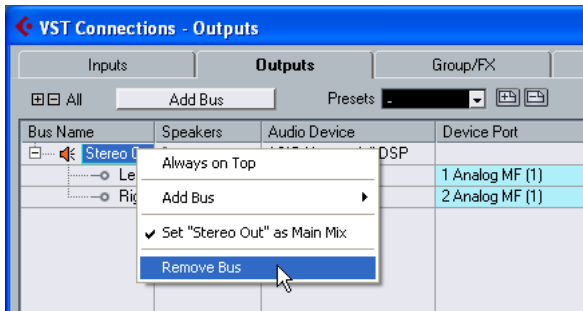 VST Connections - Outputs
Inputs Outputs Group/FX
All Add Bus Presets -
Bus Name Speakers Audio Device Device Port
Stereo DSP
Always on Top
Le 1 Analog MF (1)
Add Bus
Rig 2 Analog MF (1)
Set "Stereo Out" as Main Mix
Remove Bus